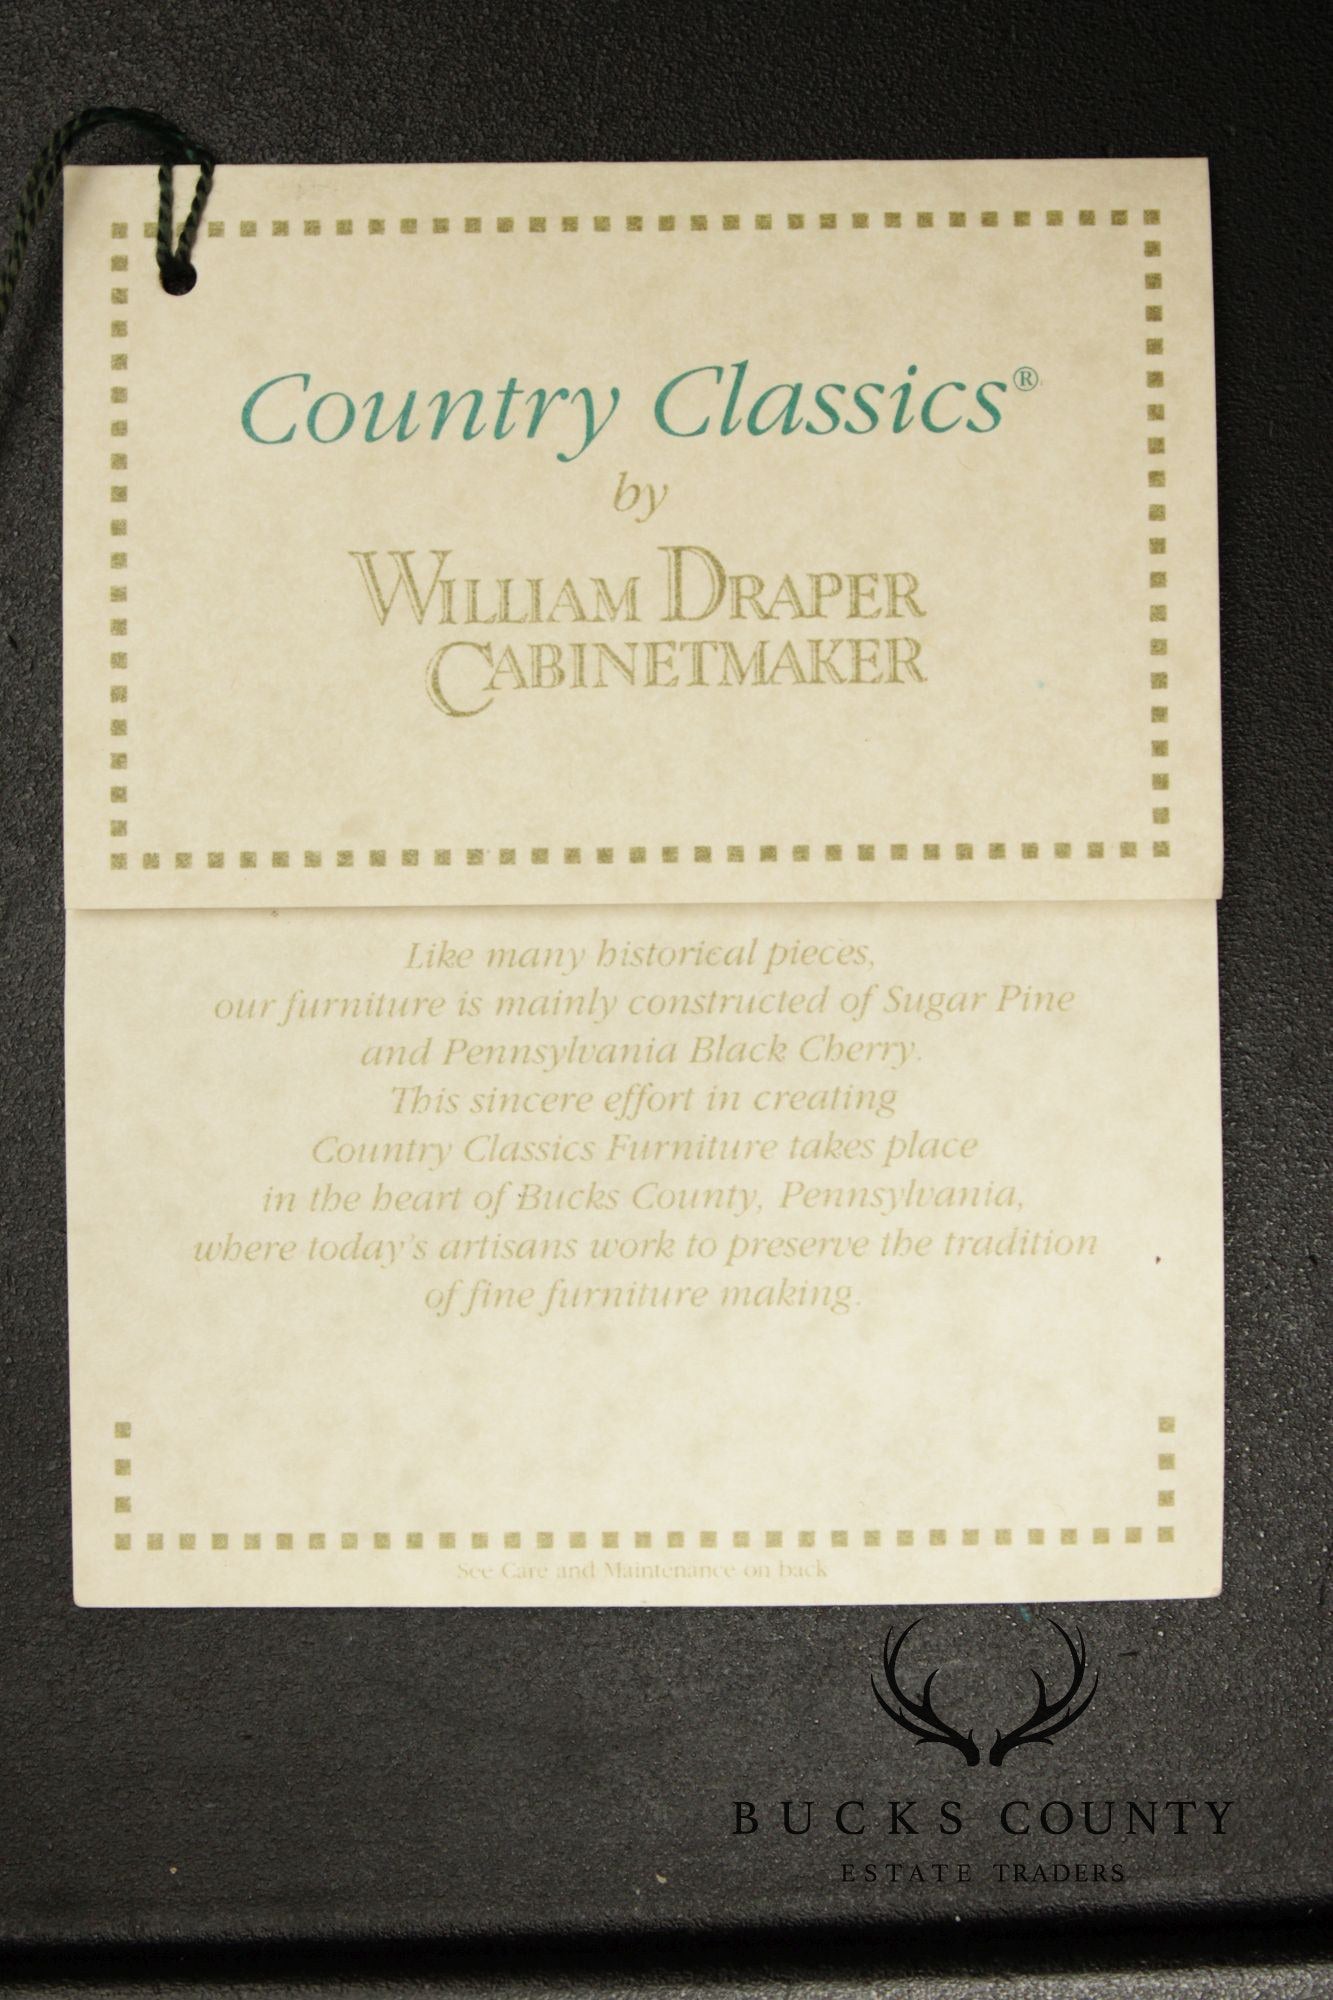 Country Classics®
by
WILLIAM DRAPER
CABINETMAKER
Like many historical pieces,
our furniture is mainly constructed of Sugar Pine
and Pennsylvania Black Cherry.
This sincere effort in creating
Country Classics Furniture takes place
in the heart of Bucks County, Pennsylvania,
where today's artisans work to preserve the tradition
of fine furniture making.
See Care and Maintenance on back
BUCKS COUNTY
ESTATE TRADERS